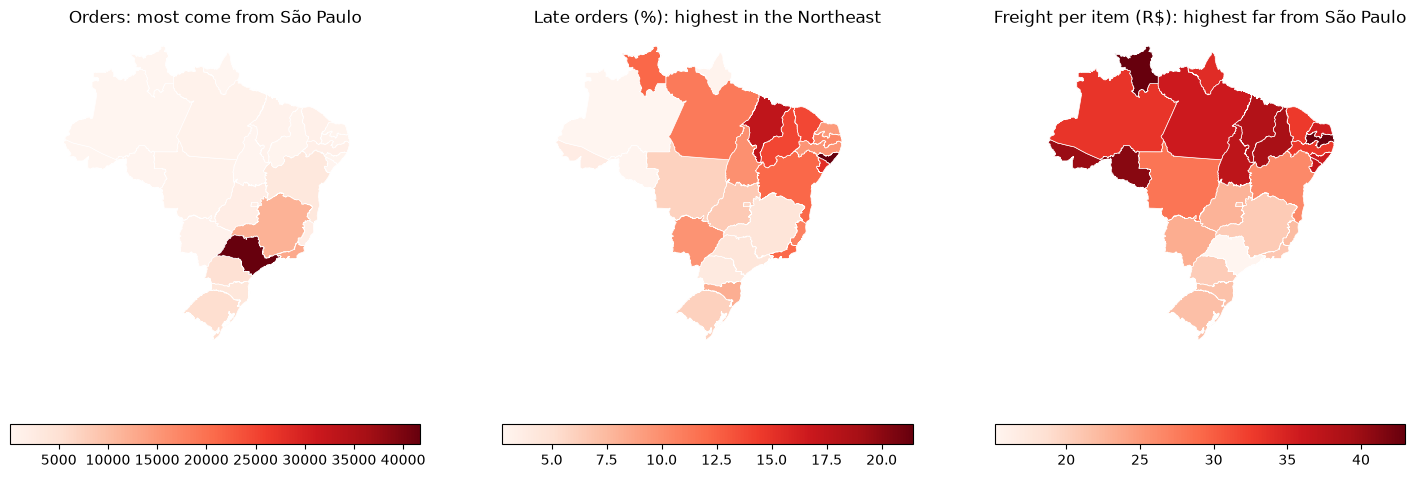 Orders: most come from São Paulo
Late orders (%): highest in the Northeast
Freight per item (R$): highest far from São Paulo
5000 10000 15000 20000 25000 30000 35000 40000
5.0 7.5 10.0 12.5 15.0 17.5 20.0
20 25 30 35 40